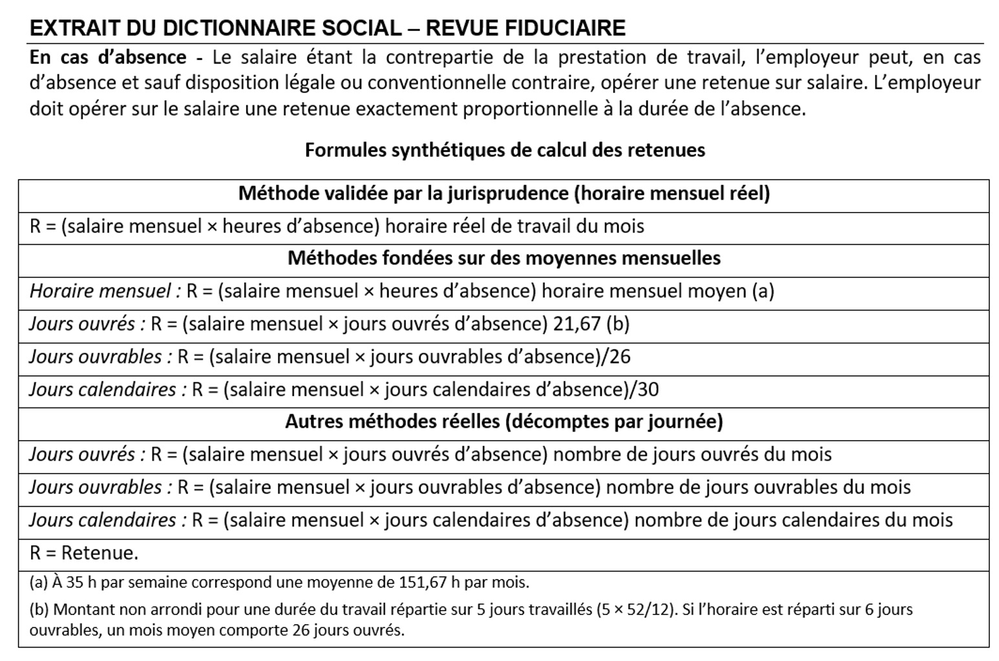 EXTRAIT DU DICTIONNAIRE SOCIAL – REVUE FIDUCIAIRE
En cas d’absence - Le salaire étant la contrepartie de la prestation de travail, l’employeur peut, en cas
d’absence et sauf disposition légale ou conventionnelle contraire, opérer une retenue sur salaire. L’employeur
doit opérer sur le salaire une retenue exactement proportionnelle à la durée de l’absence.
Formules synthétiques de calcul des retenues
Méthode validée par la jurisprudence (horaire mensuel réel)
R = (salaire mensuel × heures d’absence) horaire réel de travail du mois
Méthodes fondées sur des moyennes mensuelles
Horaire mensuel : R = (salaire mensuel × heures d’absence) horaire mensuel moyen (a)
Jours ouvrés : R = (salaire mensuel × jours ouvrés d’absence) 21,67 (b)
Jours ouvrables : R = (salaire mensuel × jours ouvrables d’absence)/26
Jours calendaires : R = (salaire mensuel × jours calendaires d’absence)/30
Autres méthodes réelles (décomptes par journée)
Jours ouvrés : R = (salaire mensuel × jours ouvrés d’absence) nombre de jours ouvrés du mois
Jours ouvrables : R = (salaire mensuel × jours ouvrables d’absence) nombre de jours ouvrables du mois
Jours calendaires : R = (salaire mensuel × jours calendaires d’absence) nombre de jours calendaires du mois
R = Retenue.
(a) À 35 h par semaine correspond une moyenne de 151,67 h par mois.
(b) Montant non arrondi pour une durée du travail répartie sur 5 jours travaillés (5 × 52/12). Si l’horaire est réparti sur 6 jours
ouvrables, un mois moyen comporte 26 jours ouvrés.